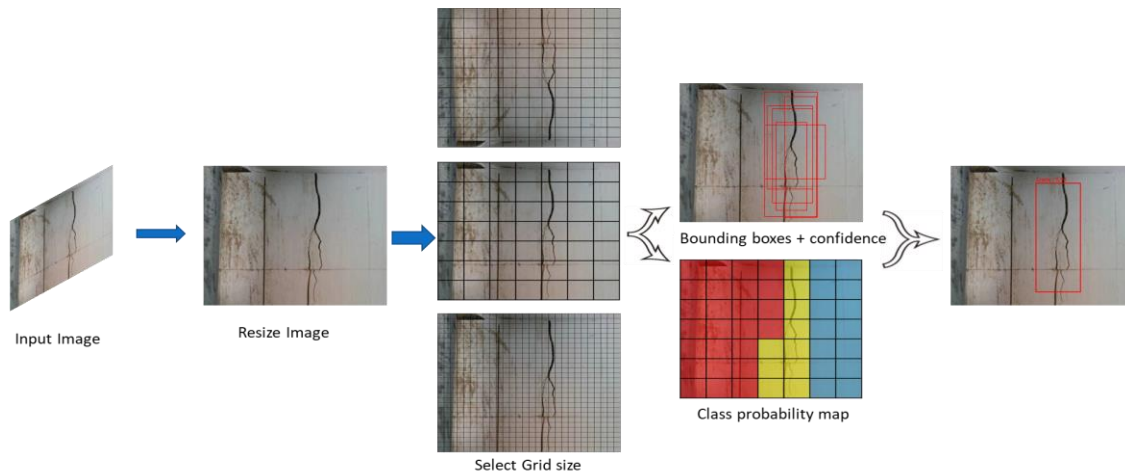 Input Image
Resize Image
Select Grid size
Bounding boxes + confidence
Class probability map